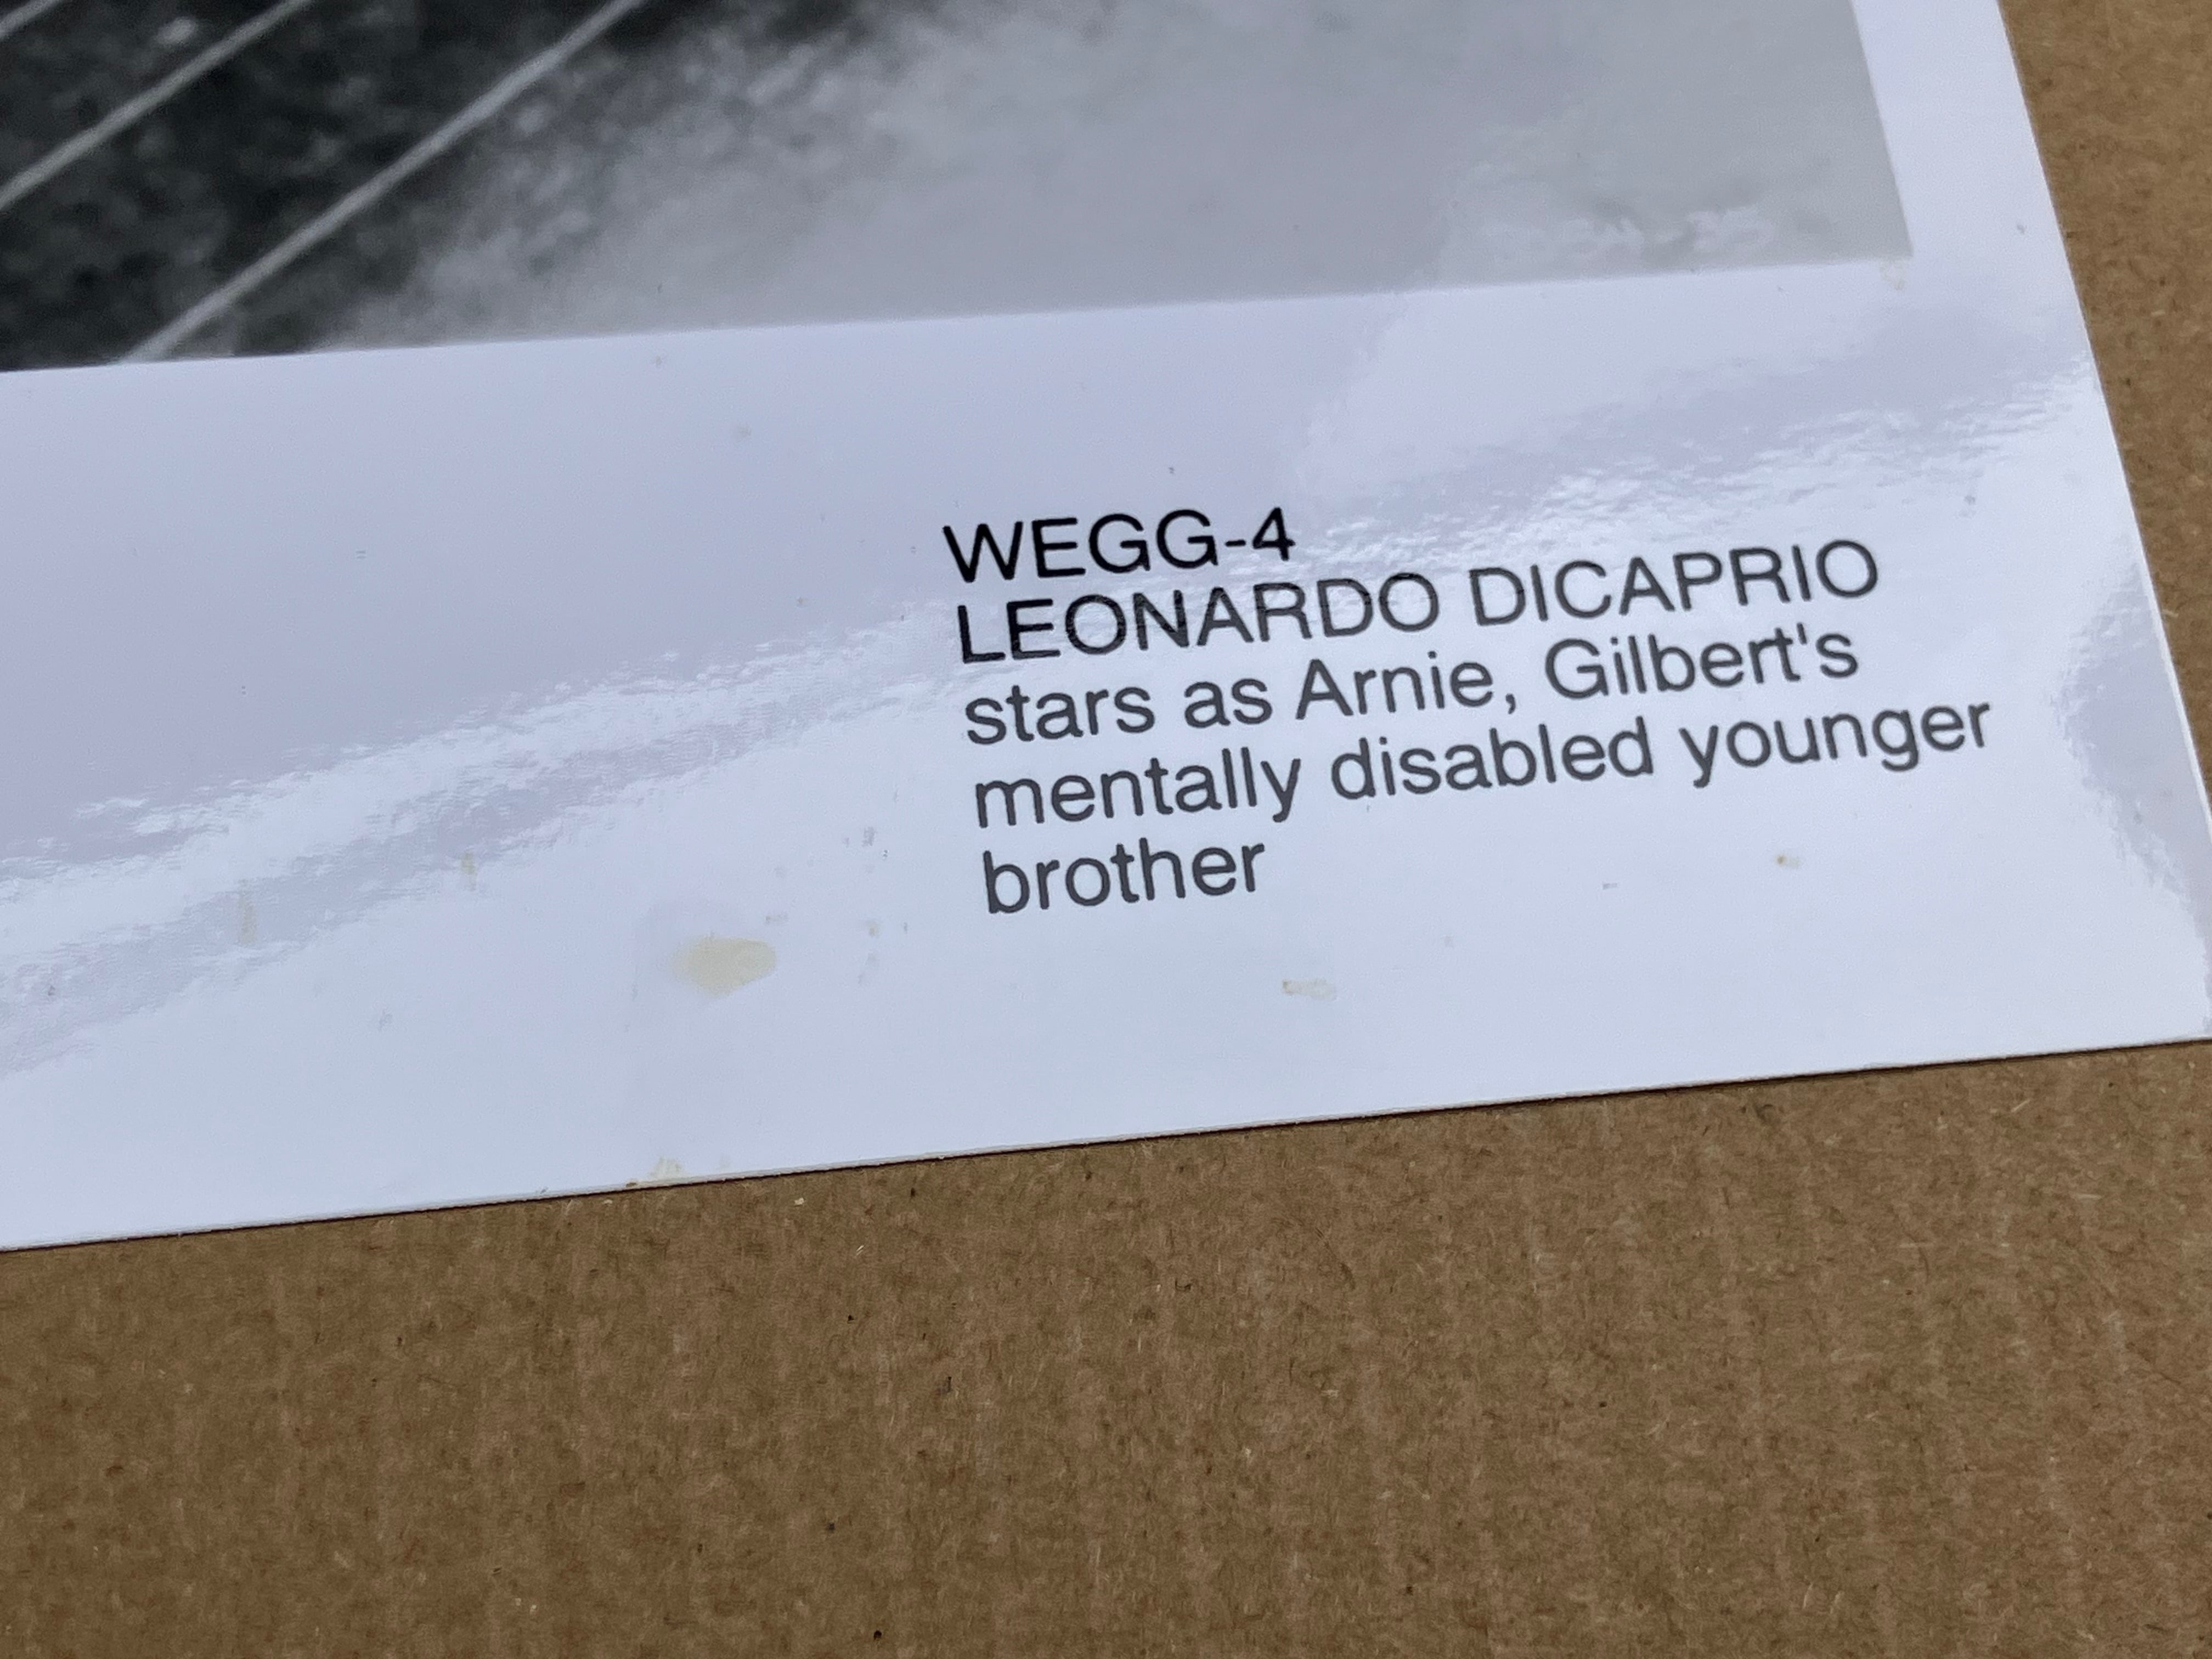 WEGG-4
LEONARDO DICAPRIO
stars as Arnie, Gilbert's
mentally disabled younger
brother